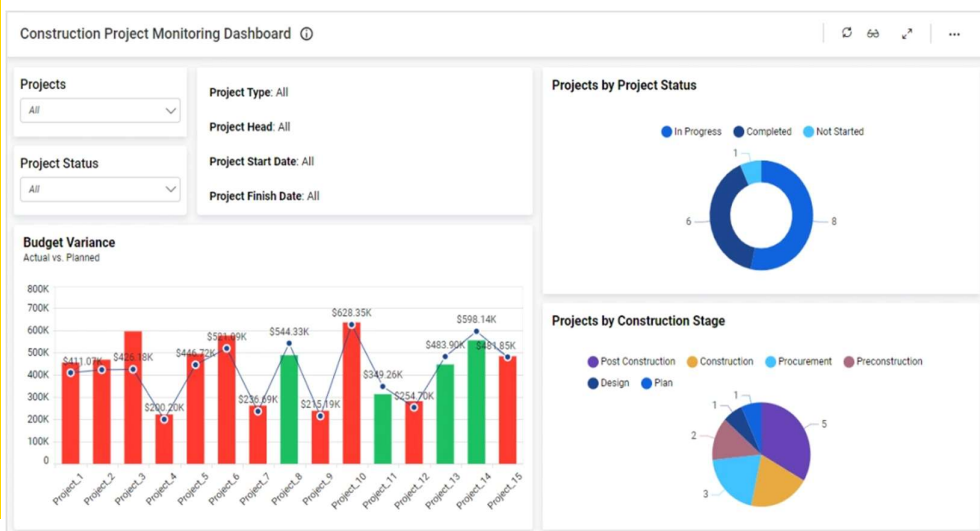 Construction Project Monitoring Dashboard
Projects
All
Project Status
All
Project Type: All
Project Head: All
Project Start Date: All
Project Finish Date: All
Projects by Project Status
In Progress Completed Not Started
1
6
8
Budget Variance
Actual vs. Planned
800K
700K
600K
500K
400K
300K
200K
100K
0
$411.07K
$426.18K
$200.20K
$446.72K
$236.69K
$544.33K
$215.19K
$628.35K
$349.26K
$254.70K
$483.90K
$598.14K
Project_1
Project_2
Project_3
Project_4
Project_5
Project_6
Project_7
Project_8
Project_9
Project_10
Project_11
Project_12
Project_13
Project_14
Project_15
Projects by Construction Stage
Post Construction Construction Procurement Preconstruction
Design Plan
1
1
2
3
5